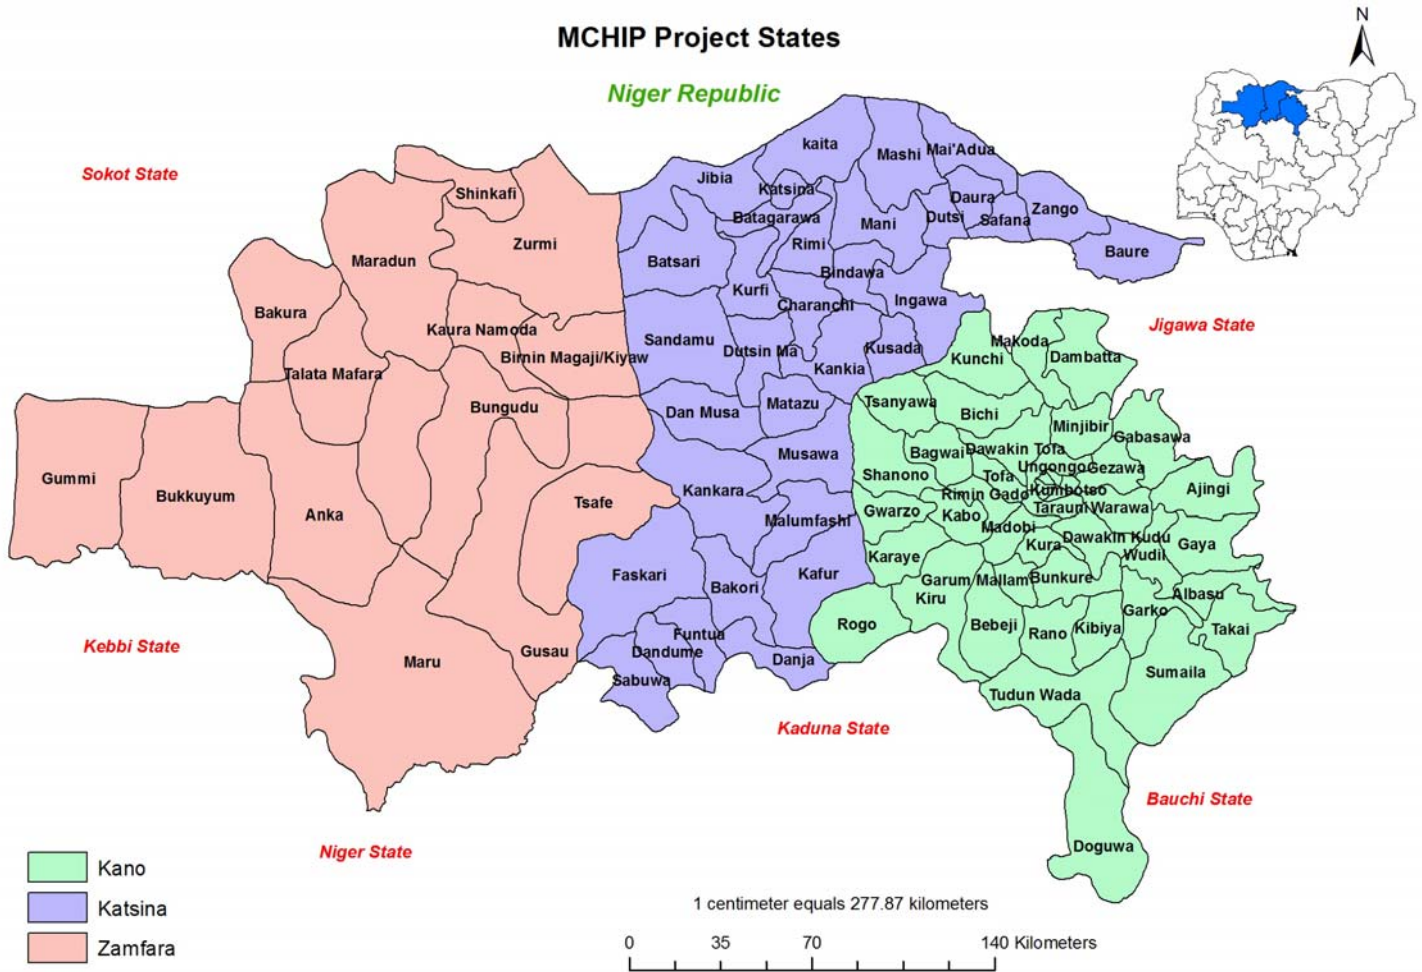 MCHIP Project States
N
Niger Republic
Sokot State
kaita
Mashi
Mai'Adua
Jibia
Katsina
Shinkafi
Daura
Batagarawa
Dutsi
Safana
Zango
Mani
Zurmi
Rimi
Baure
Maradun
Batsari
Bindawa
Kurfi
Charanchi
Ingawa
Bakura
Jigawa State
Kaura Namoda
Sandamu
Makoda
Dutsin Ma
Kusada
Birnin Magaji/Kiyaw
Kunchi
Dambatta
Talata Mafara
Kankia
Bungudu
Dan Musa
Matazu
Tsanyawa
Bichi
Minjibir
Gabasawa
Musawa
Bagwai
Dawakin Tofa
Ungongo
Gezawa
Gummi
Shanono
Tofa
Bukkuyum
Kankara
Rimin Gado
Kumbotso
Ajingi
Tsafe
Anka
Malumfashi
Gwarzo
Kabo
Tarauni
Warawa
Madobi
Kura
Dawakin Kudu
Gaya
Karaye
Wudil
Faskari
Bakori
Kafur
Garum Mallam
Bunkure
Kiru
Albasu
Garko
Rogo
Bebeji
Rano
Kibiya
Takai
Funtua
Kebbi State
Maru
Gusau
Dandume
Danja
Sabuwa
Sumaila
Tudun Wada
Kaduna State
Bauchi State
Niger State
Doguwa
Kano
Katsina
Zamfara
1 centimeter equals 277.87 kilometers
0 35 70 140 Kilometers